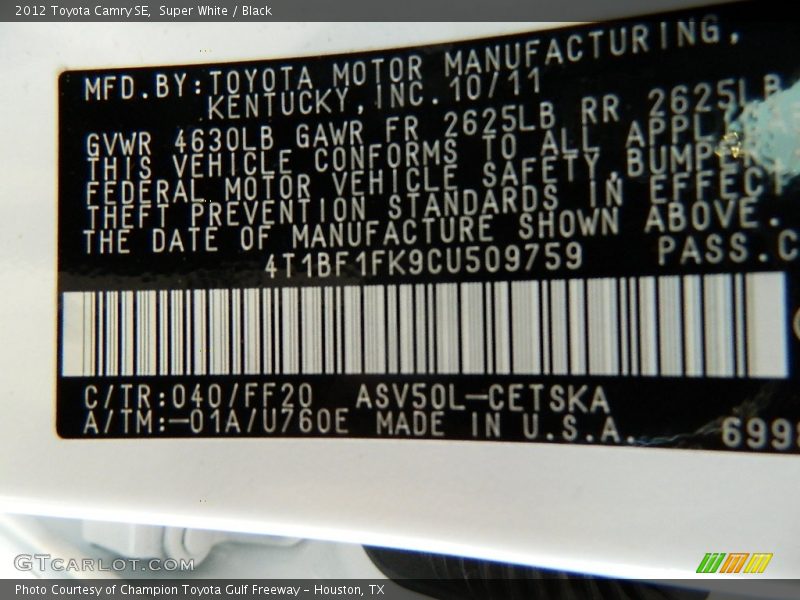 2012 Toyota Camry SE, Super White / Black
MFD.BY:TOYOTA MOTOR MANUFACTURING,
KENTUCKY,INC.10/11
GVWR 4630LB GAWR FR 2625LB RR 2625LB
THIS VEHICLE CONFORMS TO ALL
FEDERAL MOTOR VEHICLE SAFETY,
THEFT PREVENTION STANDARDS IN EFFECT
THE DATE OF MANUFACTURE SHOWN ABOVE.
4T1BF1FK9CU509759 PASS.C
C/TR:040/FF20 ASV50L-CETSKA
A/TM:-01A/U760E MADE IN U.S.A.
GTCARLOT.COM
Photo Courtesy of Champion Toyota Gulf Freeway - Houston, TX